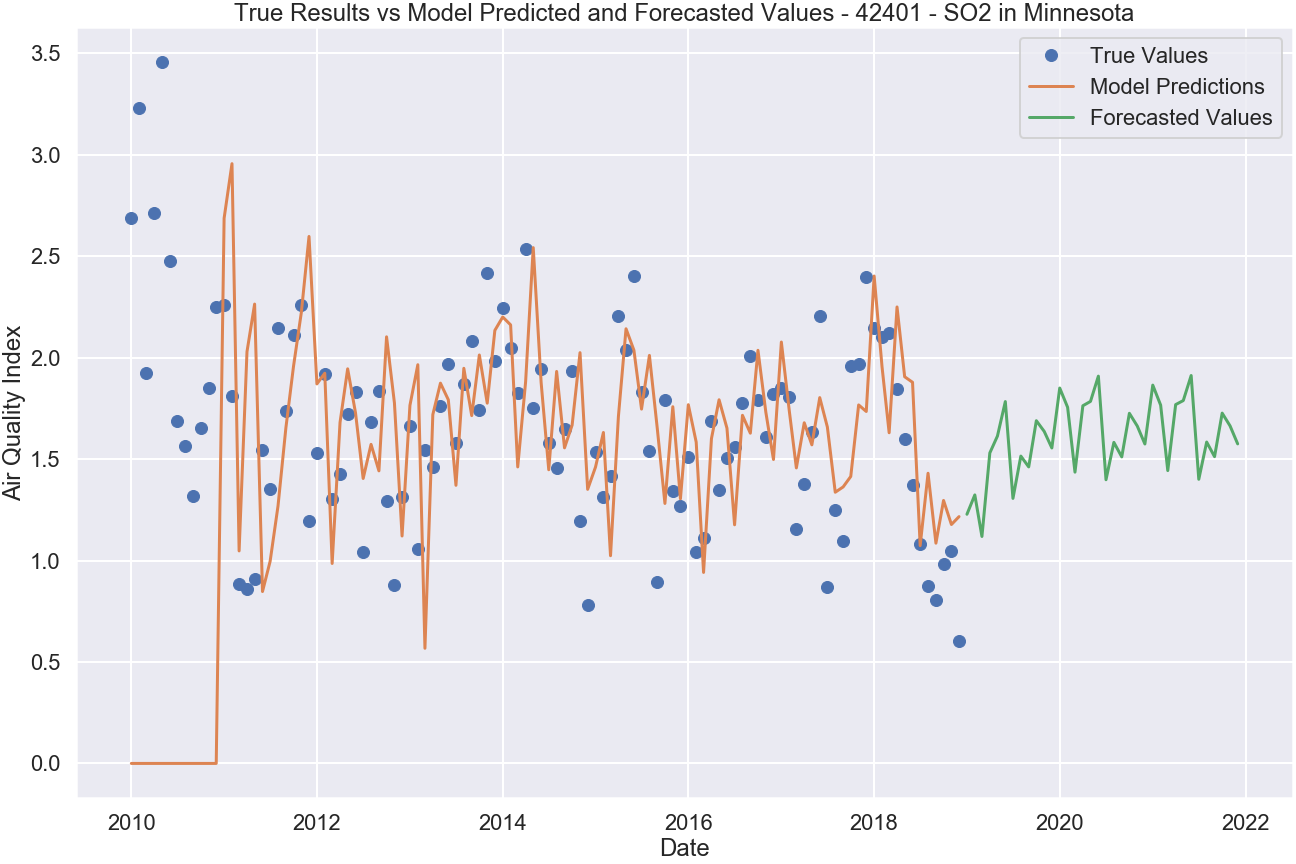 True Results vs Model Predicted and Forecasted Values - 42401 - SO2 in Minnesota
True Values
Model Predictions
Forecasted Values
Air Quality Index
3.5
3.0
2.5
2.0
1.5
1.0
0.5
0.0
2010 2012 2014 2016 2018 2020 2022
Date